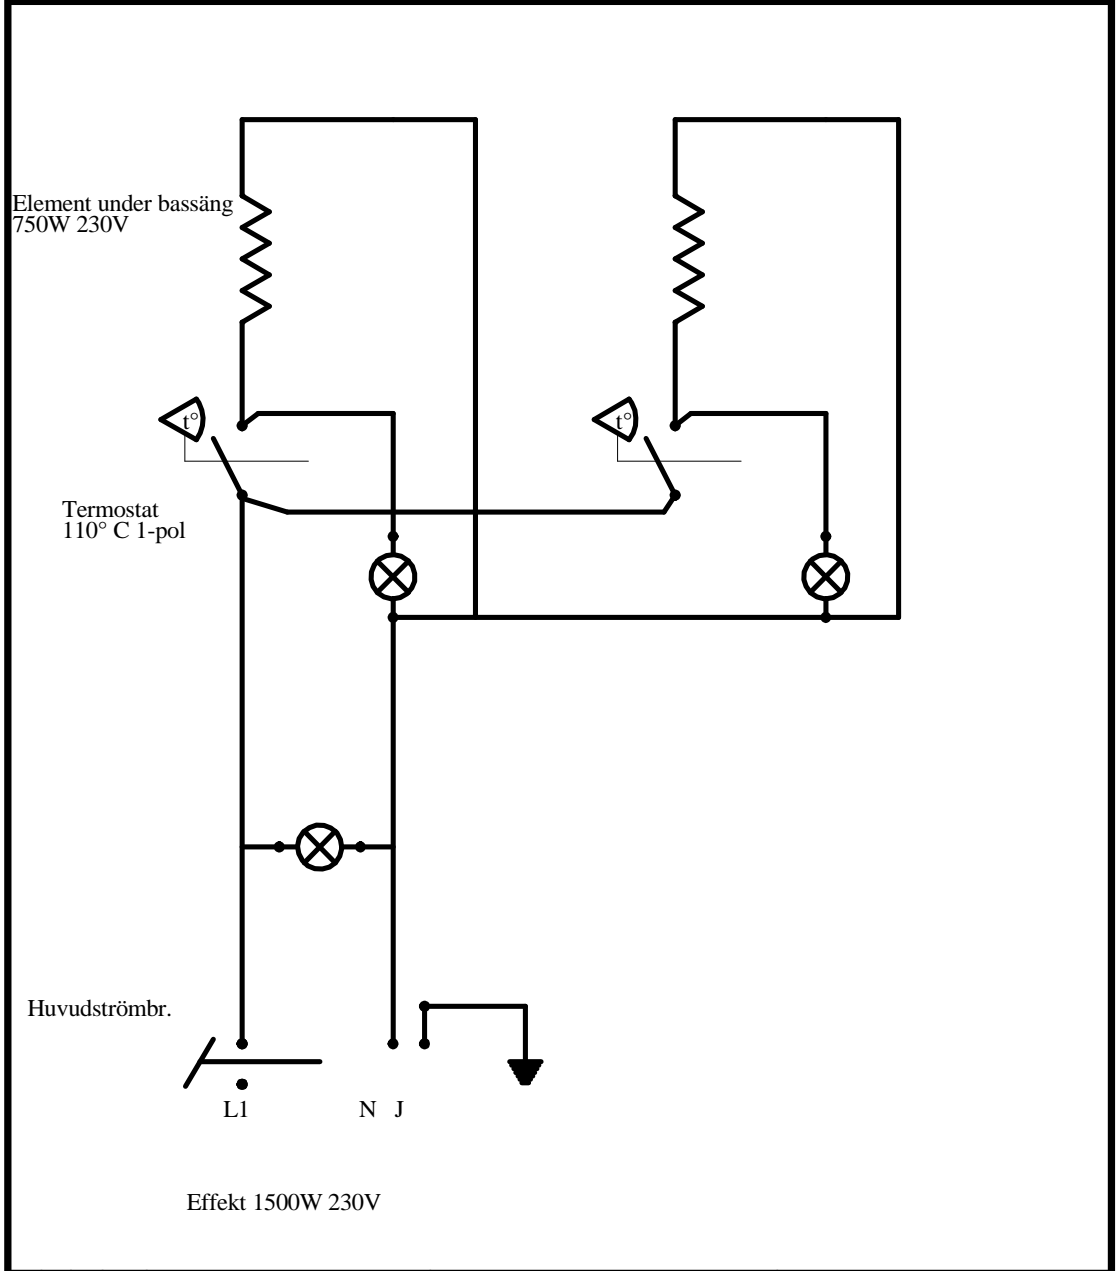 Element under bassäng
750W 230V
t°
t°
Termostat
110° C 1-pol
Huvudströmbr.
L1 N J
Effekt 1500W 230V